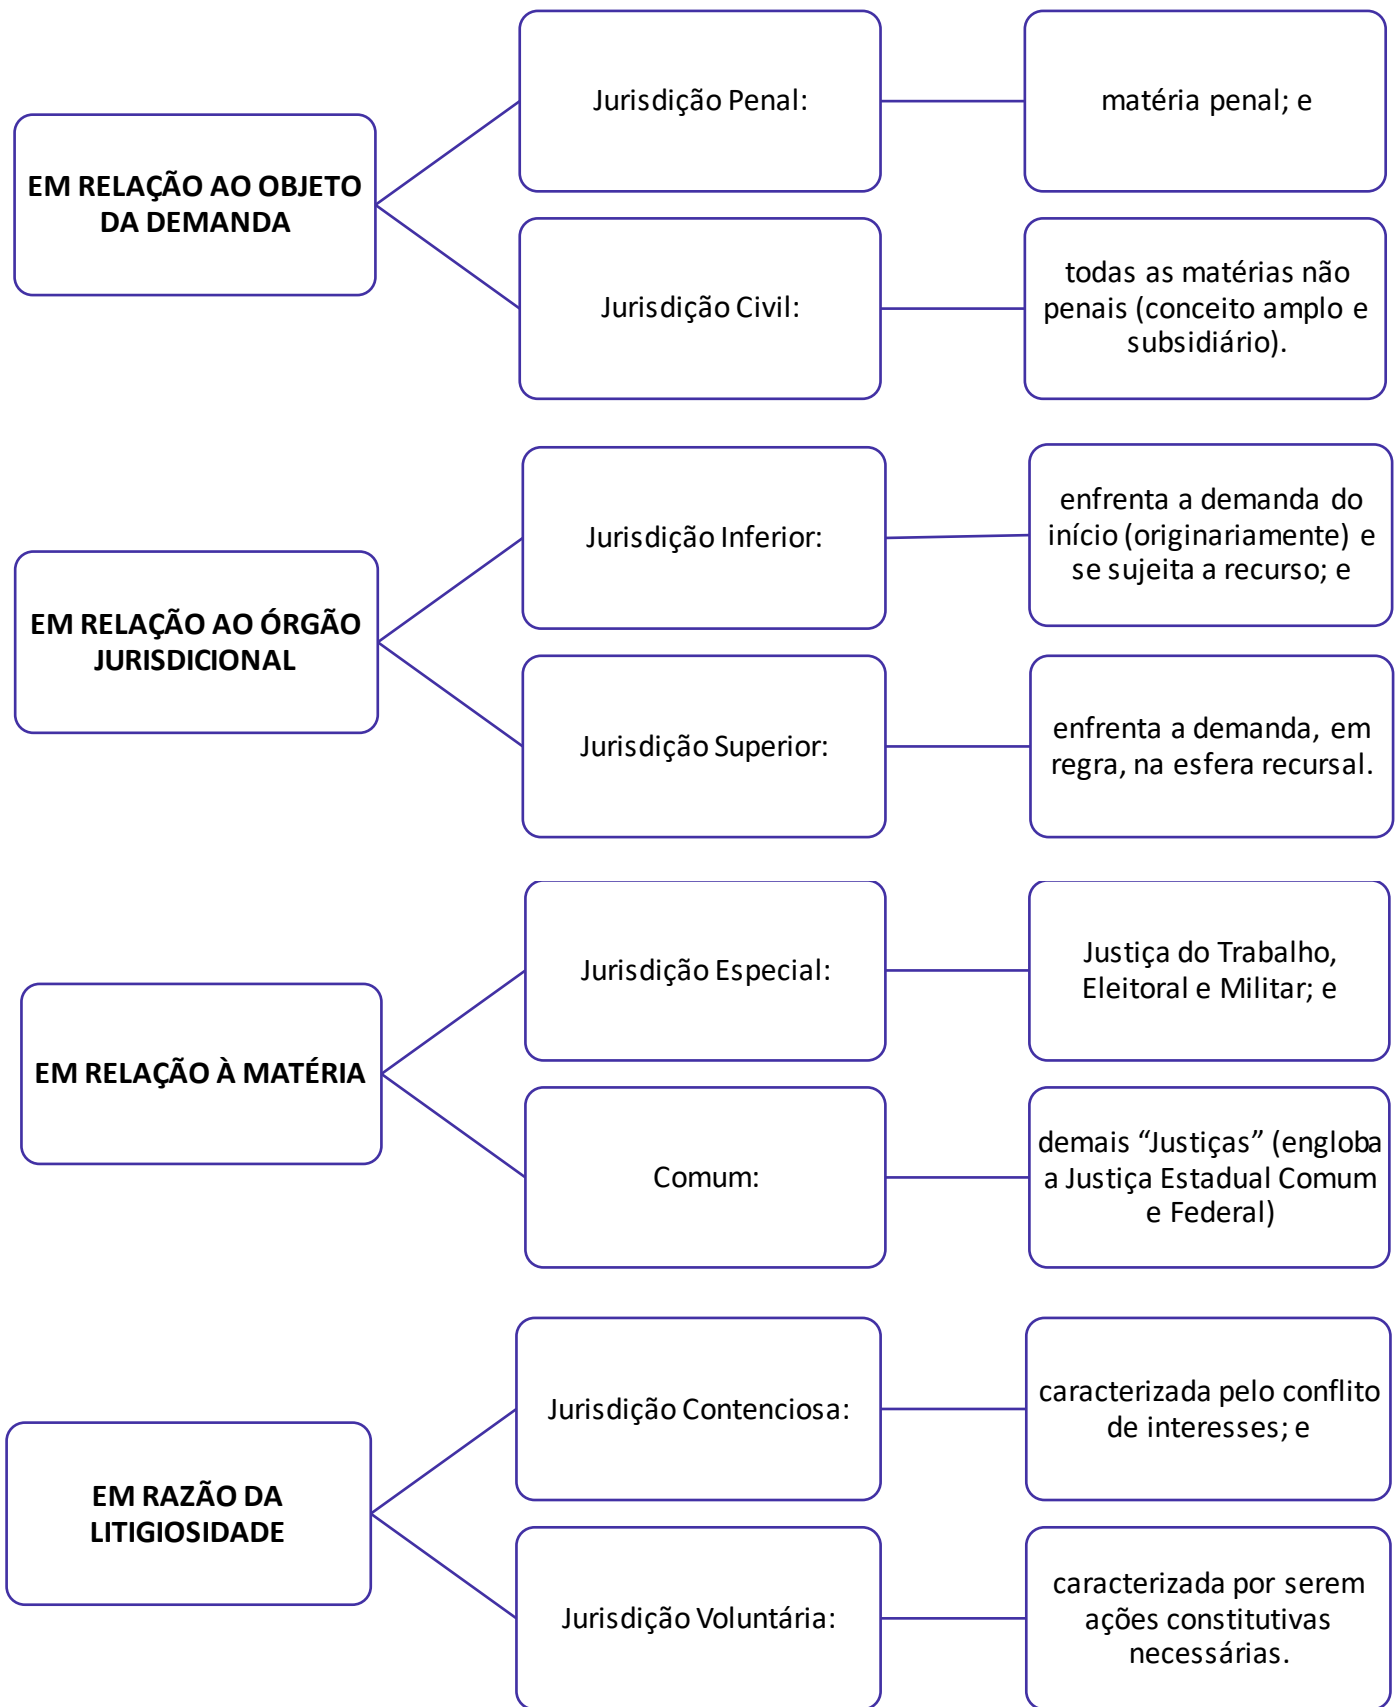 EM RELAÇÃO AO OBJETO
DA DEMANDA
Jurisdição Penal:
matéria penal; e
Jurisdição Civil:
todas as matérias não
penais (conceito amplo e
subsidiário).
EM RELAÇÃO AO ÓRGÃO
JURISDICIONAL
Jurisdição Inferior:
enfrenta a demanda do
início (originariamente) e
se sujeita a recurso; e
Jurisdição Superior:
enfrenta a demanda, em
regra, na esfera recursal.
EM RELAÇÃO À MATÉRIA
Jurisdição Especial:
Justiça do Trabalho,
Eleitoral e Militar; e
Comum:
demais “Justiças” (engloba
a Justiça Estadual Comum
e Federal)
EM RAZÃO DA
LITIGIOSIDADE
Jurisdição Contenciosa:
caracterizada pelo conflito
de interesses; e
Jurisdição Voluntária:
caracterizada por serem
ações constitutivas
necessárias.